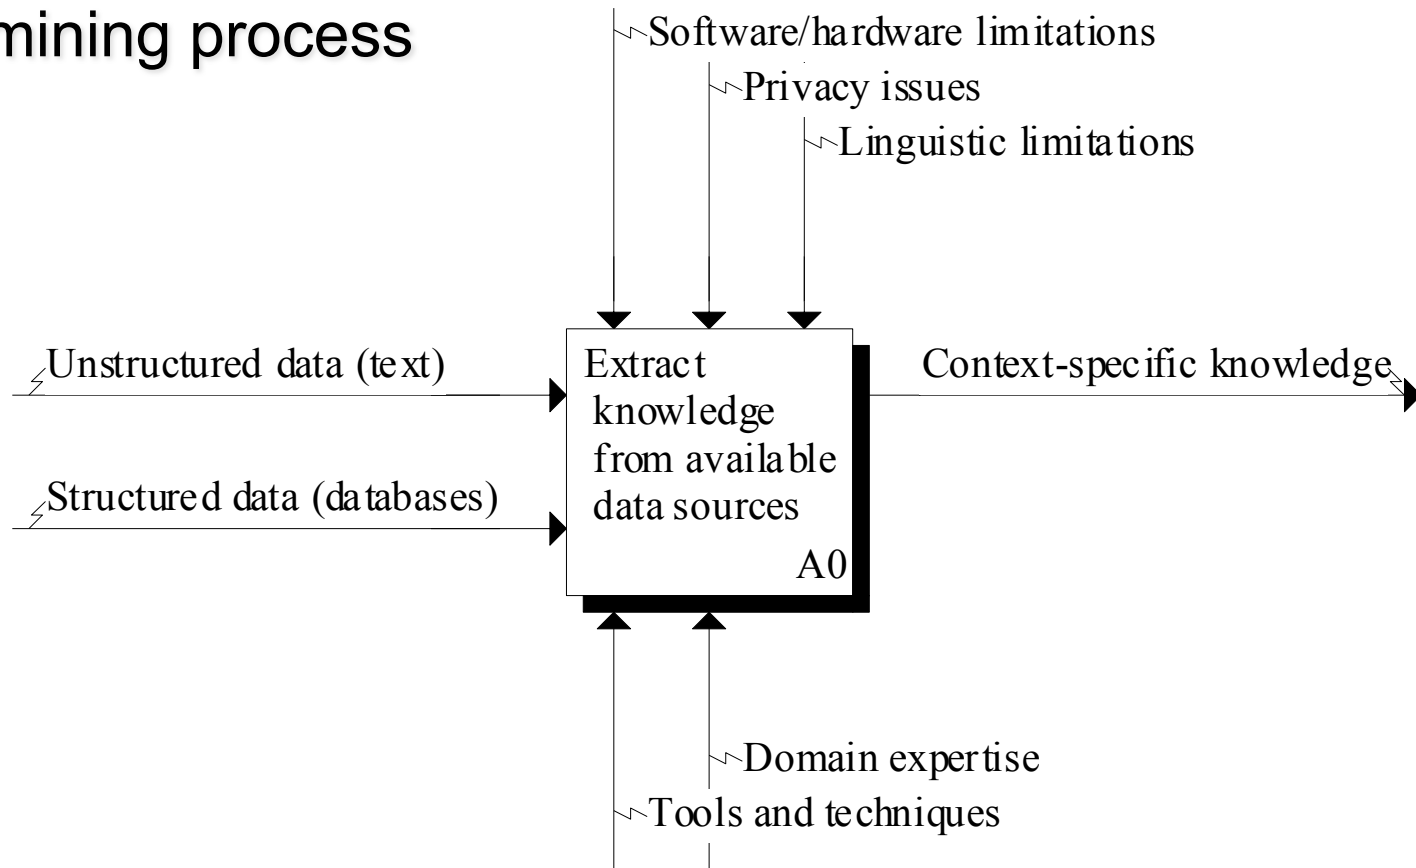 mining process
Software/hardware limitations
Privacy issues
Linguistic limitations
Unstructured data (text)
Extract
knowledge
from available
data sources
A0
Context-specific knowledge
Structured data (databases)
Domain expertise
Tools and techniques